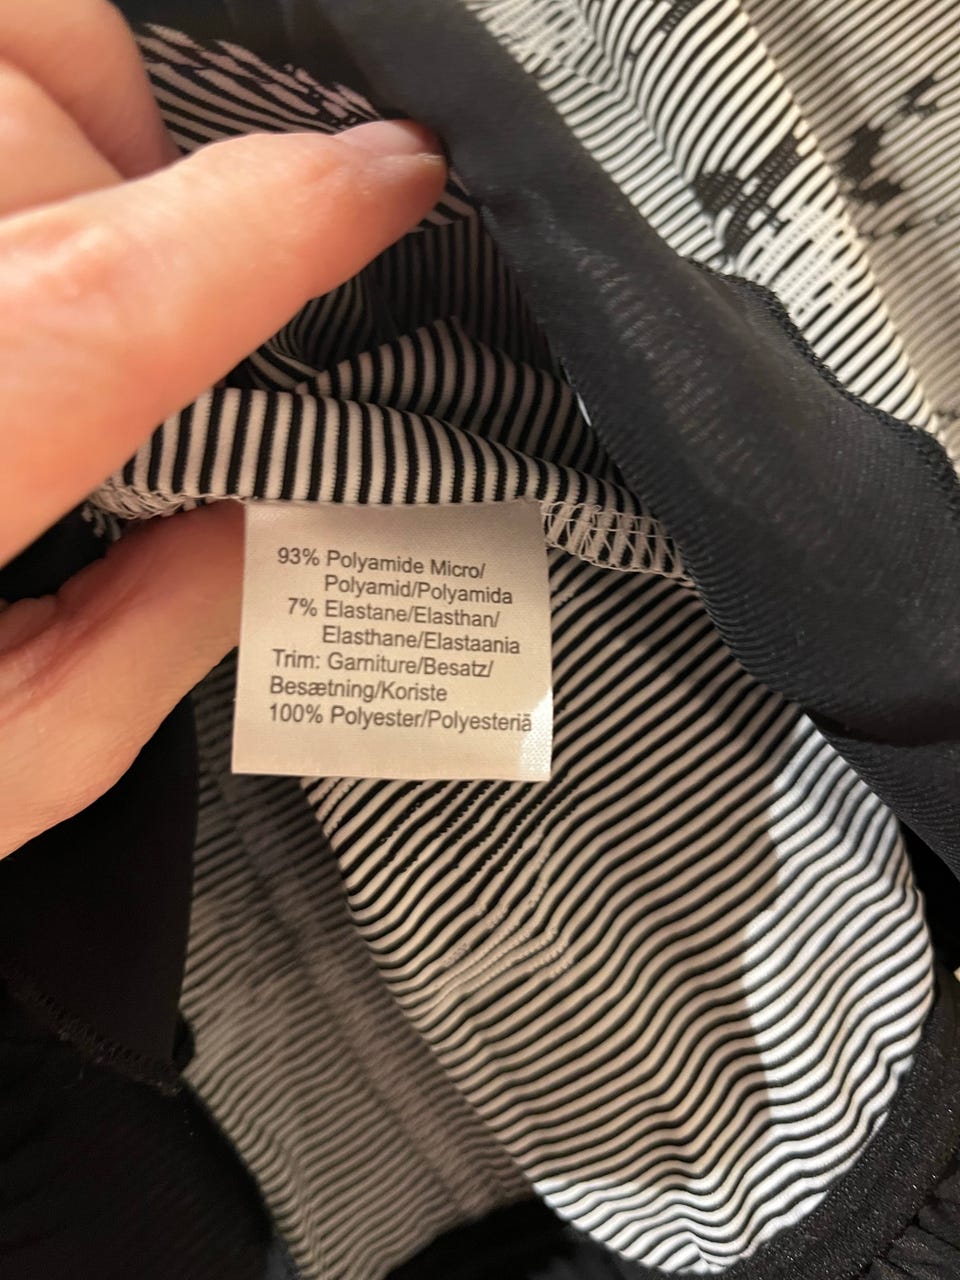 93% Polyamide Micro/
Polyamid/Polyamida
7% Elastane/Elasthan/
Elasthane/Elastaania
Trim: Garniture/Besatz/
Besætning/Koriste
100% Polyester/Polyesteriä